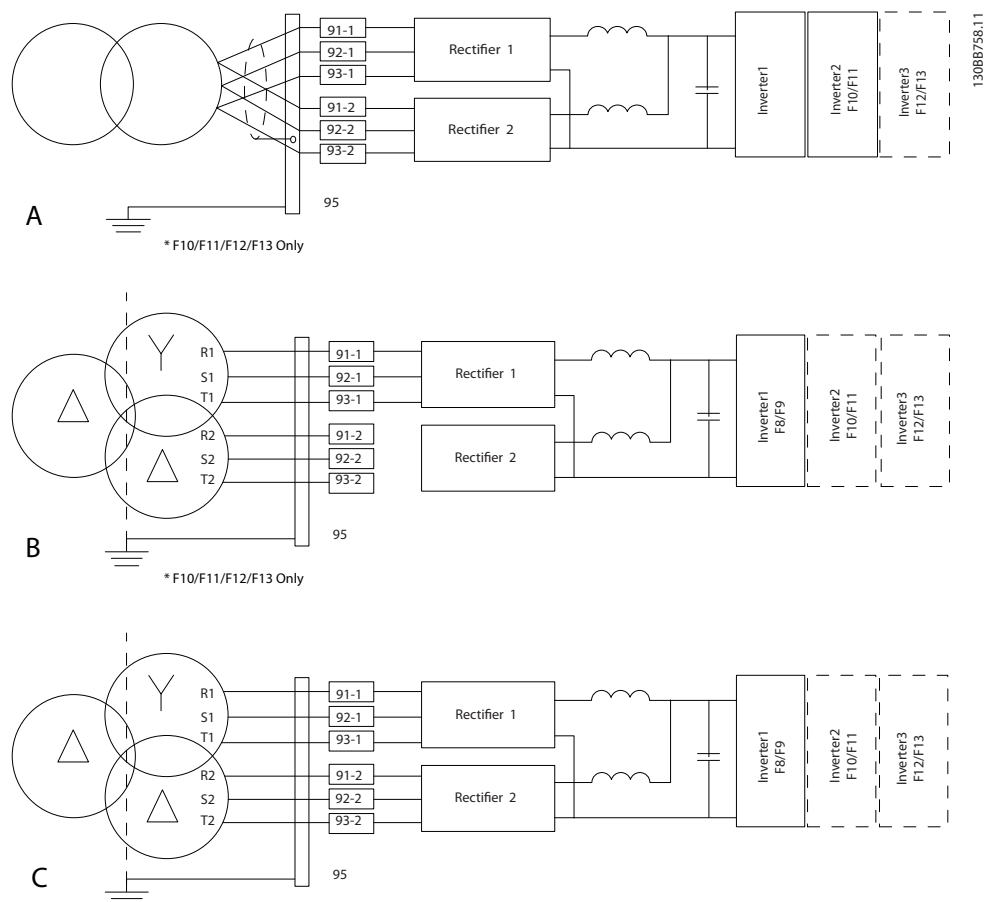 91-1
92-1
93-1
91-2
92-2
93-2
Rectifier 1
Rectifier 2
Inverter1
Inverter2
F10/F11
Inverter3
F12/F13
130BB758.11
95
A
* F10/F11/F12/F13 Only
R1
S1
T1
R2
S2
T2
91-1
92-1
93-1
91-2
92-2
93-2
Rectifier 1
Rectifier 2
Inverter1
F8/F9
Inverter2
F10/F11
Inverter3
F12/F13
95
B
* F10/F11/F12/F13 Only
R1
S1
T1
R2
S2
T2
91-1
92-1
93-1
91-2
92-2
93-2
Rectifier 1
Rectifier 2
Inverter1
F8/F9
Inverter2
F10/F11
Inverter3
F12/F13
95
C